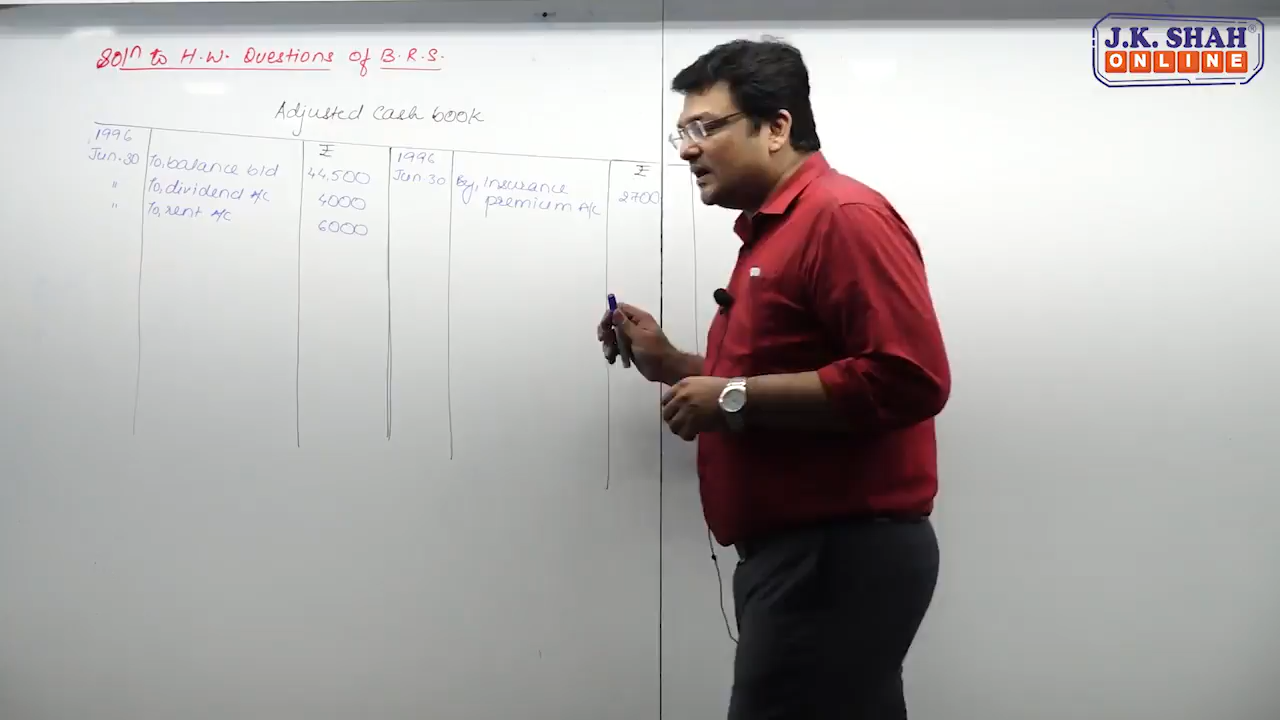 Sol^n to H.W. Questions of B.R.S.
J.K. SHAH®
ONLINE
Adjusted Cash book
1996 ₹ 1996 ₹
Jun.30 To, balance b/d 44,500 Jun.30 By, Insurance
" To, dividend A/c 4000 premium A/c 2700
" To, rent A/c 6000